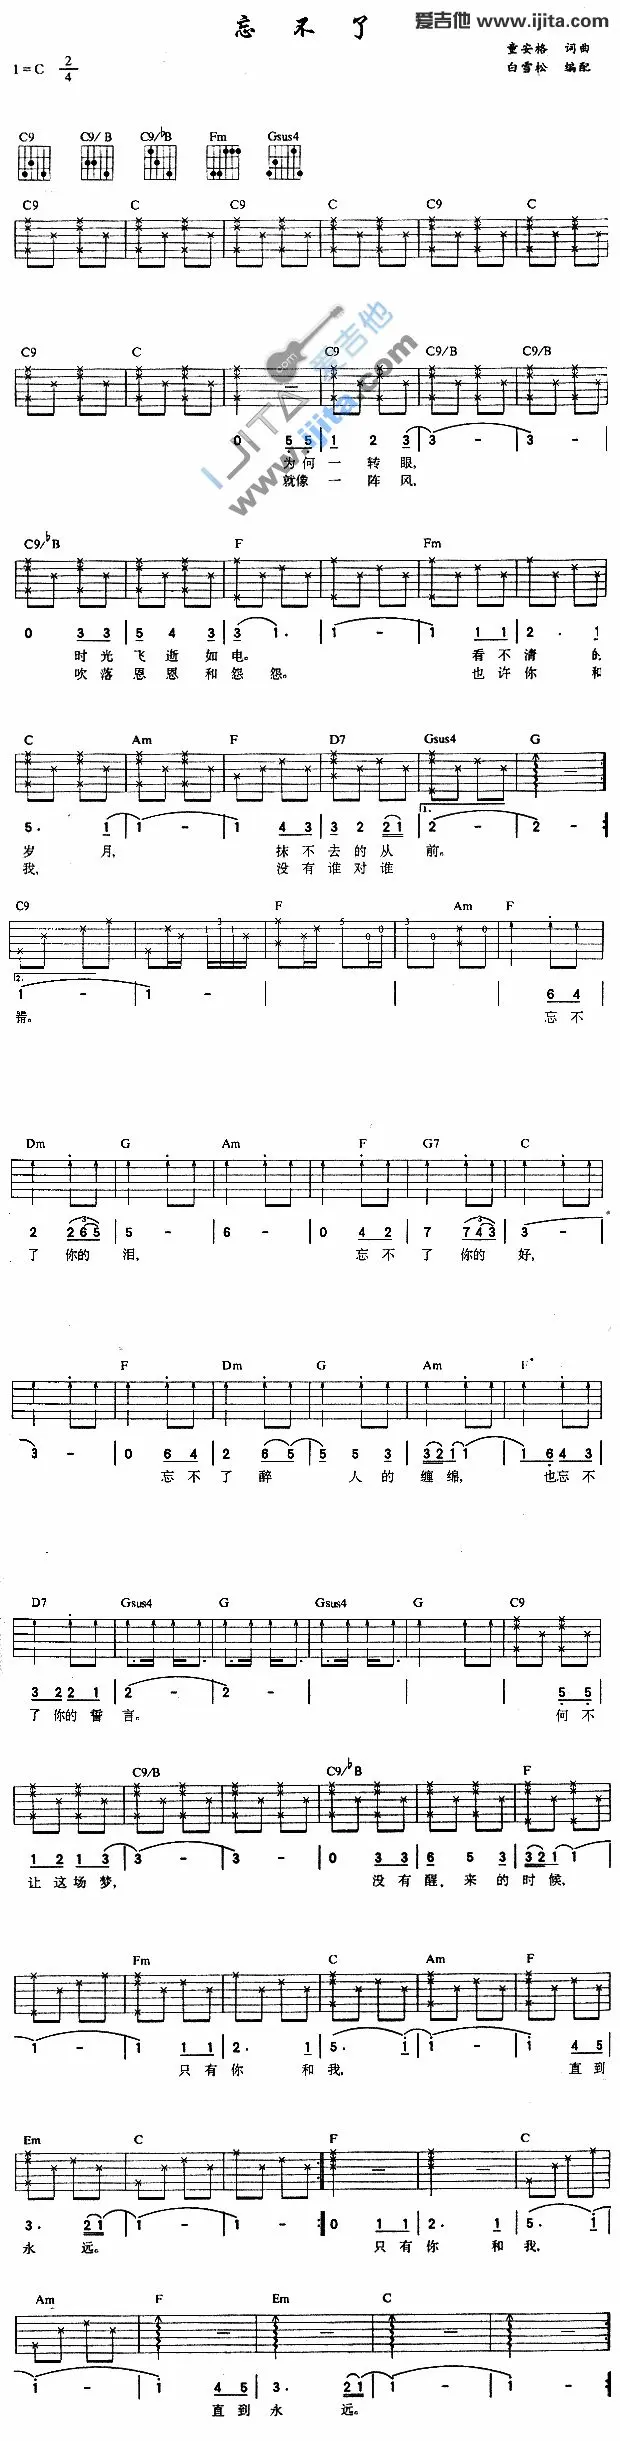 爱吉他 www.ijita.com
忘 不 了
童安格 词曲
1=C 2/4
白雪松 编配
C9 C9/B C9/♭B Fm Gsus4
C9 C C9 C C9 C
C9 C C9 C9/B C9/B
0 5 5 | 1 2 3 | 3 - | 3 - |
为何 一 转 眼,
就像 一 阵 风,
爱吉他
IJITA.com
www.ijita.com
C9/♭B F Fm
0 3 3 | 5 4 3 | 3 1. | 1 - | 1 1 1 | 2. 1
时 光 飞 逝 如 电。 看 不 清 的
吹 落 恩 恩 和 怨 怨。 也 许 你 和
C Am F D7 Gsus4 G
5. 1 | 1 - | 1 4 3 | 3 2 2 1 | 2 - | 2 - :
岁 月, 抹 不 去 的 从 前。
我, 没 有 谁 对 谁
C9 F Am F
1 - | 1 - | | | 6 4
错。 忘 不
Dm G Am F G7 C
2 2 6 5 | 5 - | 6 - | 0 4 2 | 7 7 4 3 | 3 -
了 你的 泪, 忘 不 了 你的 好,
F Dm G Am F
3 - | 0 6 4 | 2 6 5 | 5 5 3 | 3 2 1 1 | 1 6 4 3
忘 不 了 醉 人 的 缠 绵, 也 忘 不
D7 Gsus4 G Gsus4 G C9
3 2 2 1 | 2 - | 2 - | | | 5 5
了 你的 誓 言。 何 不
C9/B C9/♭B F
1 2 1 3 | 3 - | 3 - | 0 3 3 | 6 5 3 | 3 2 1 1
让 这 场 梦, 没 有 醒, 来 的 时 候,
Fm C Am F
1 - | 1 1 1 | 2. 1 | 5. i | i - | i 4 5
只 有 你 和 我, 直 到
Em C F C
3. 2 1 | 1 - | 1 - : 0 1 1 | 2. 1 | 5. i
永 远。 只 有 你 和 我,
Am F Em C
i - | i - | 1 4 5 | 3. 2 1 | 1 - | 1 - :
直 到 永 远。